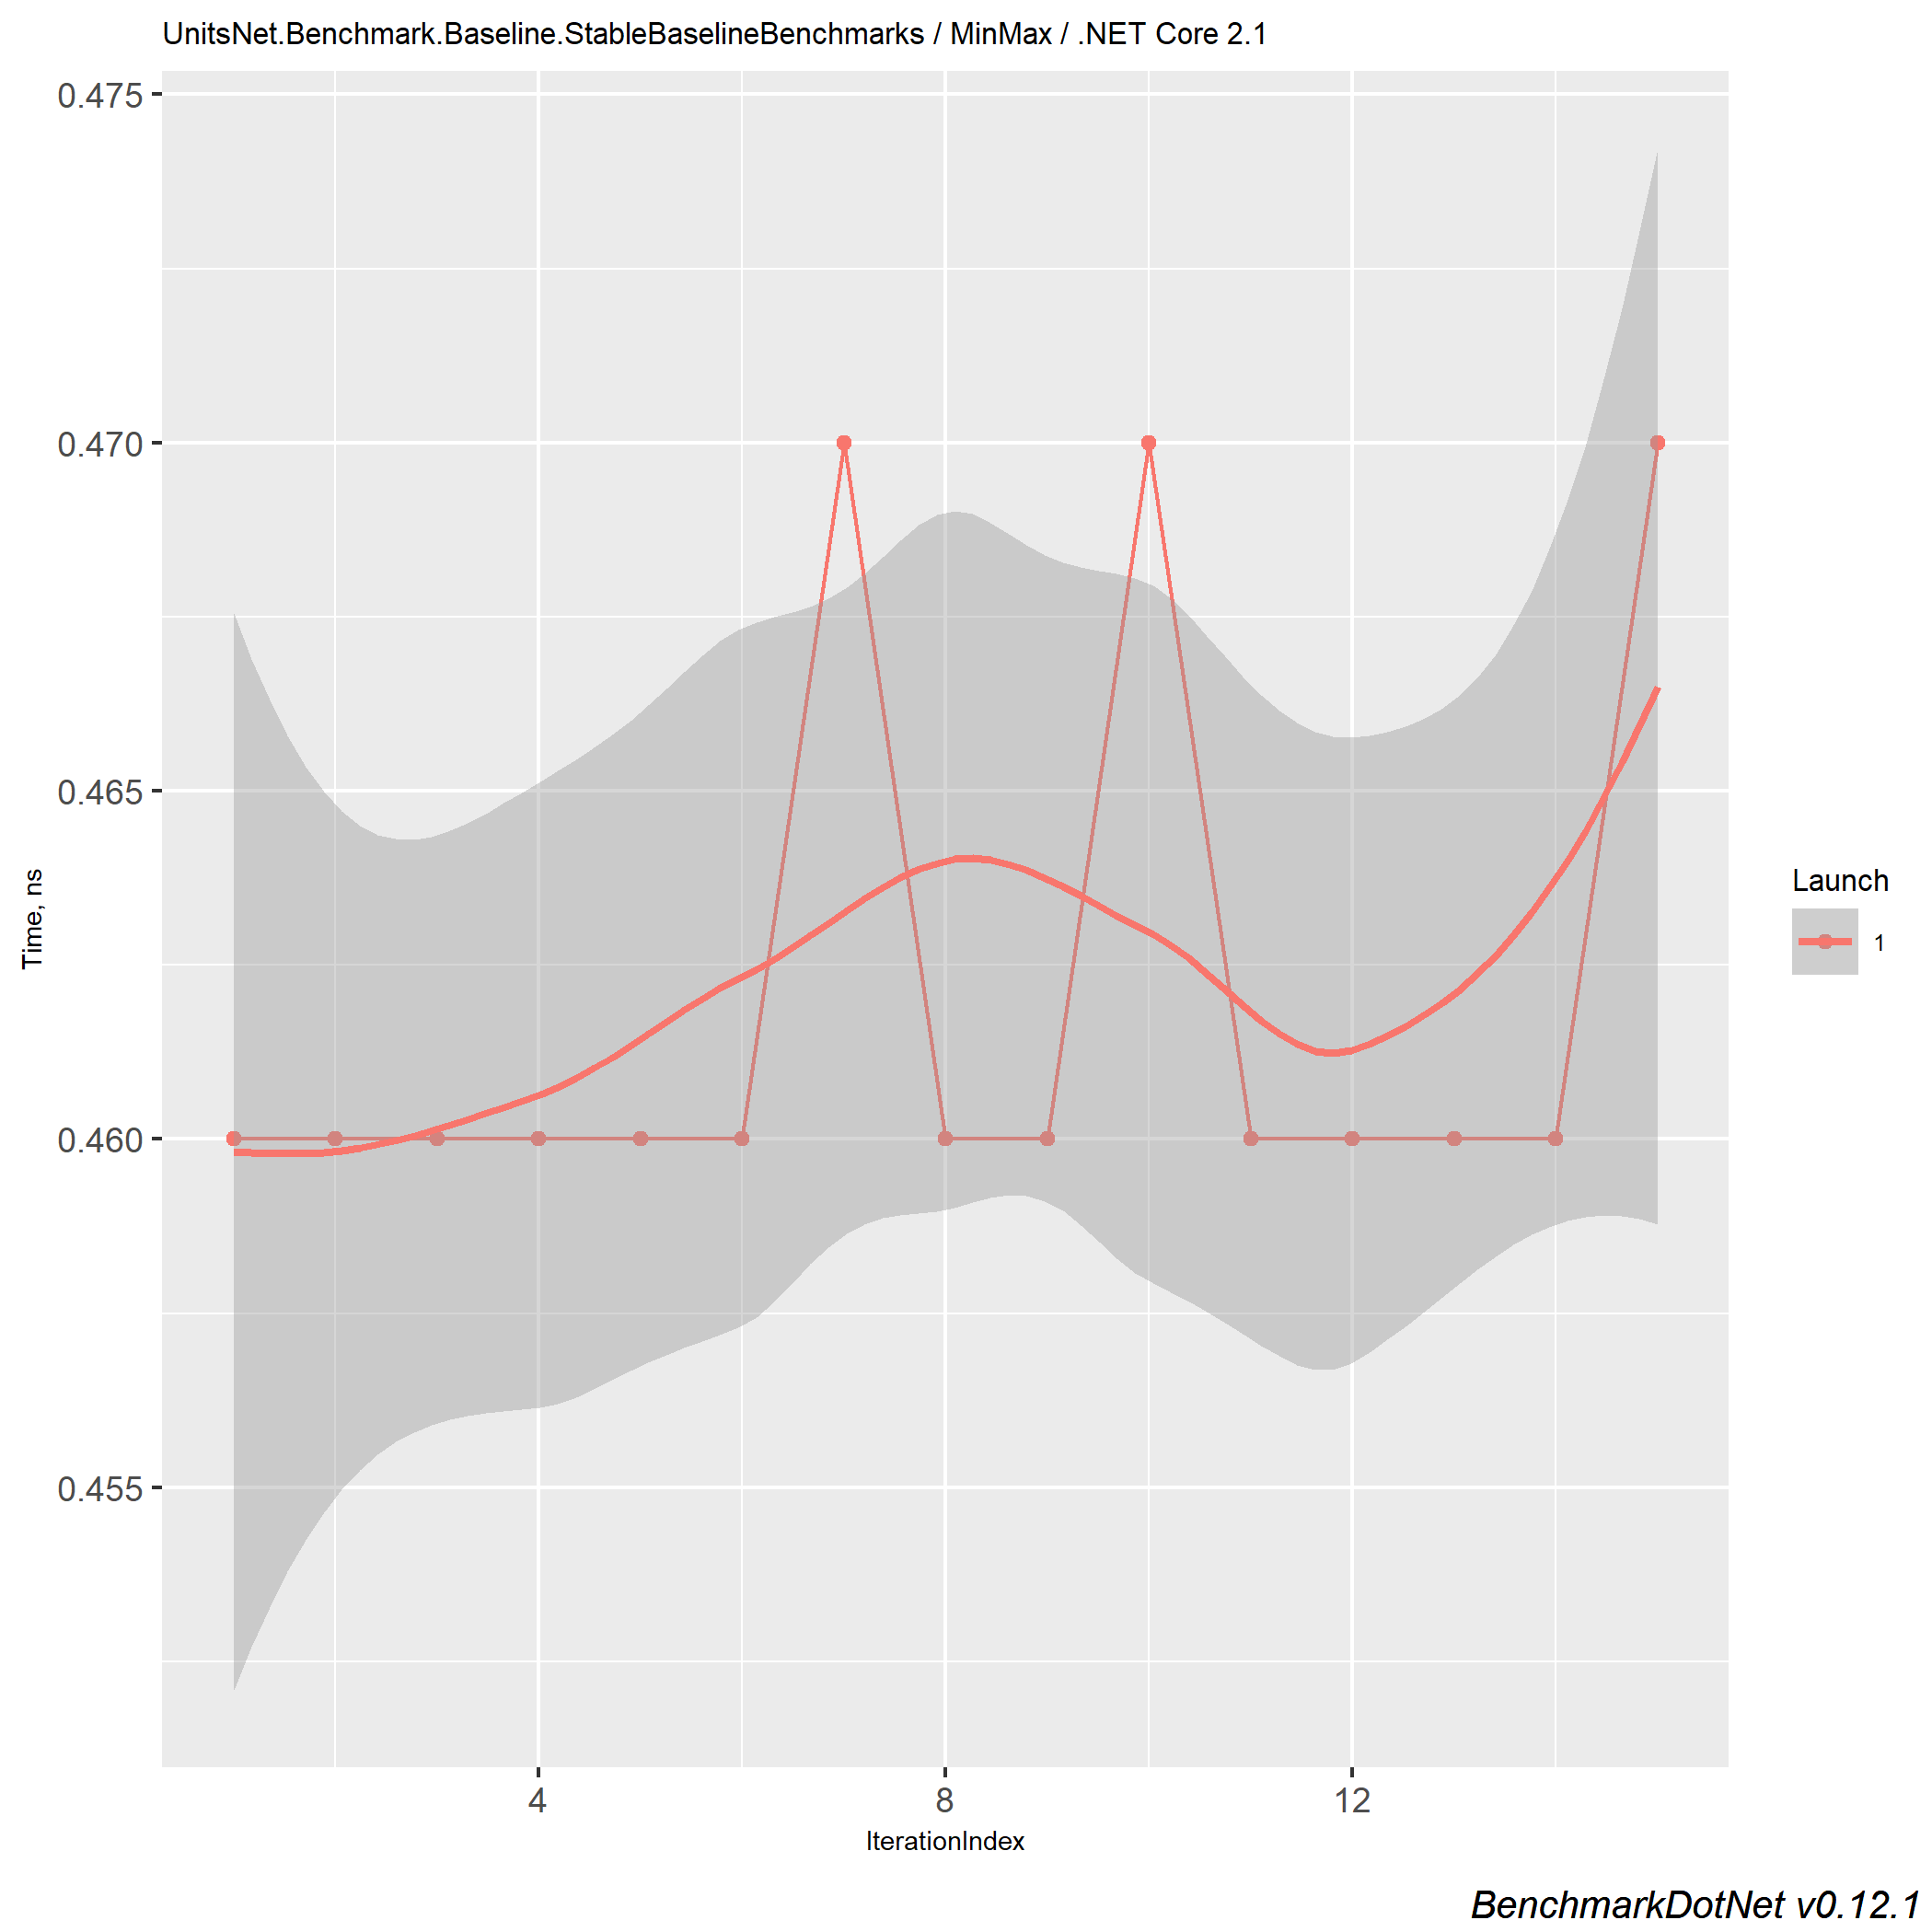 UnitsNet.Benchmark.Baseline.StableBaselineBenchmarks / MinMax / .NET Core 2.1
0.475
0.470
0.465
0.460
0.455
Time, ns
4 8 12
IterationIndex
Launch
1
BenchmarkDotNet v0.12.1